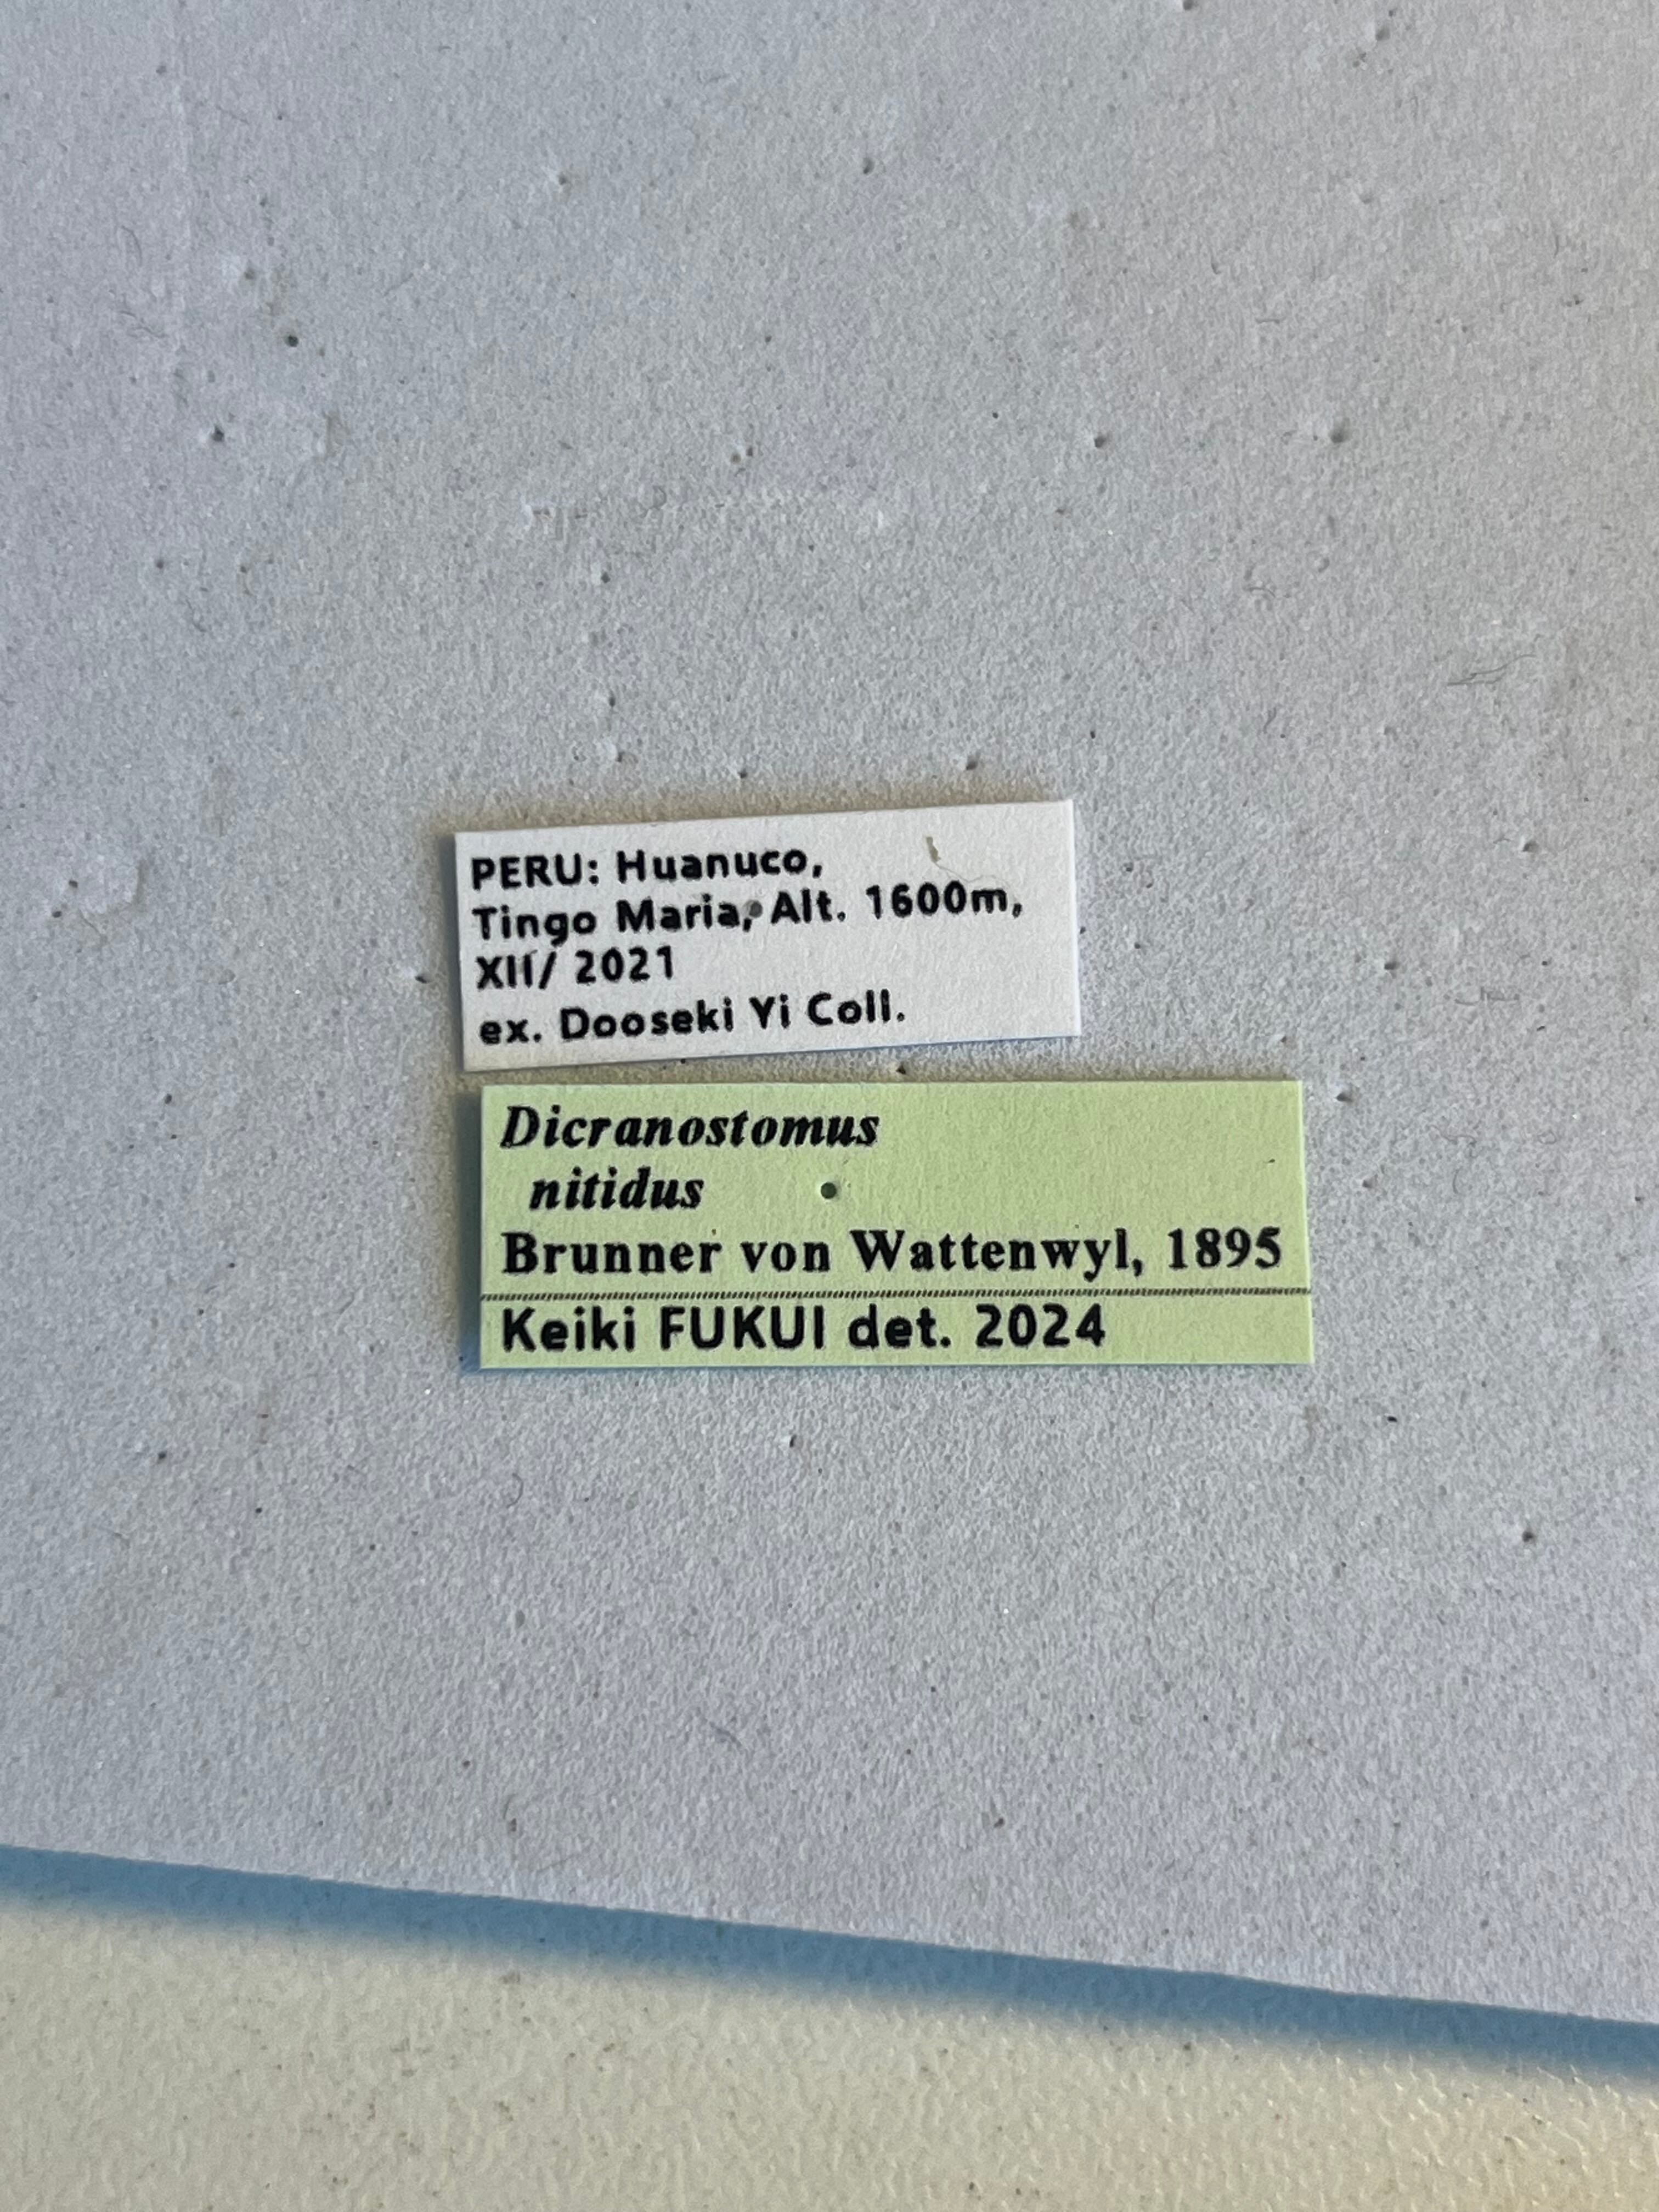 PERU: Huanuco,
Tingo Maria, Alt. 1600m,
XII/ 2021
ex. Dooseki Yi Coll.
Dicranostomus
nitidus
Brunner von Wattenwyl, 1895
Keiki FUKUI det. 2024